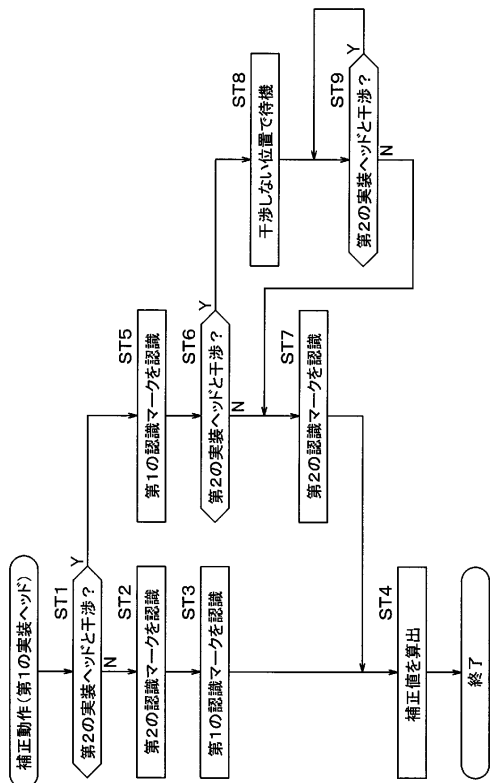 補正動作(第1の実装ヘッド)
ST1
第2の実装ヘッドと干渉?
Y
N
ST2
第2の認識マークを認識
ST3
第1の認識マークを認識
ST5
第1の認識マークを認識
ST6
第2の実装ヘッドと干渉?
Y
N
ST7
第2の認識マークを認識
ST8
干渉しない位置で待機
ST9
第2の実装ヘッドと干渉?
Y
N
ST4
補正値を算出
終了